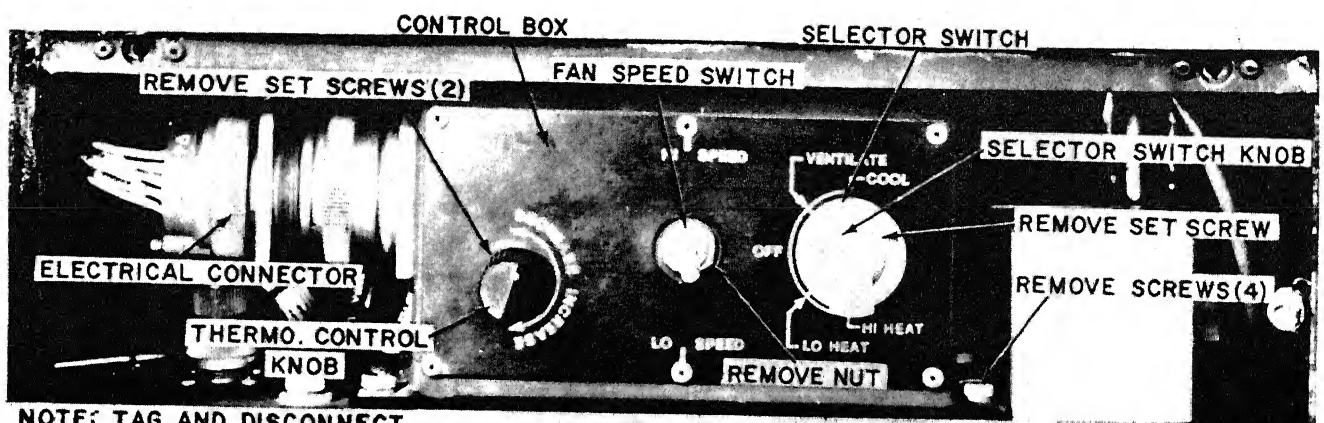 CONTROL BOX
SELECTOR SWITCH
REMOVE SET SCREWS (2)
FAN SPEED SWITCH
HI SPEED
VENTILATE
COOL
SELECTOR SWITCH KNOB
OFF
REMOVE SET SCREW
ELECTRICAL CONNECTOR
INCREASE
REMOVE SCREWS (4)
THERMO. CONTROL
KNOB
LO SPEED
HI HEAT
LO HEAT
REMOVE NUT
NOTE: TAG AND DISCONNECT